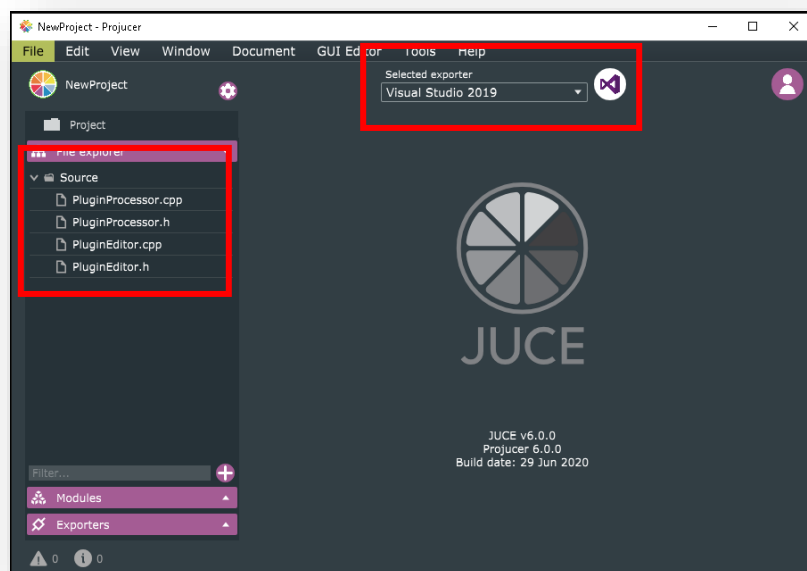 NewProject - Projucer
File Edit View Window Document GUI Editor Tools Help
NewProject
Selected exporter
Visual Studio 2019
Project
File explorer
Source
PluginProcessor.cpp
PluginProcessor.h
PluginEditor.cpp
PluginEditor.h
JUCE
JUCE v6.0.0
Projucer 6.0.0
Build date: 29 Jun 2020
Filter...
Modules
Exporters
0 0